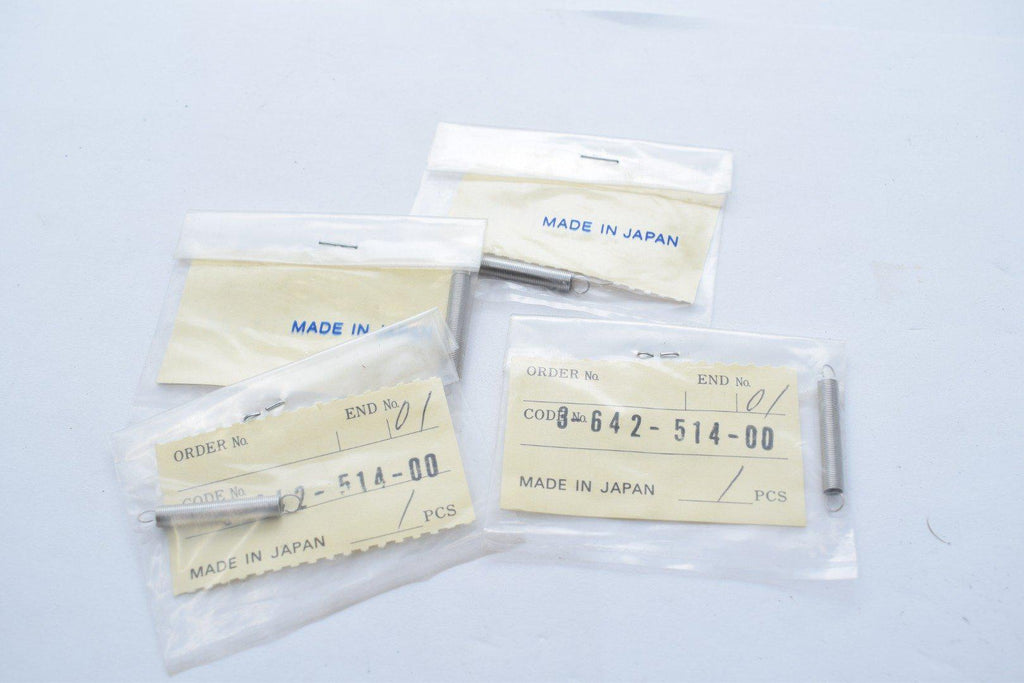 MADE IN JAPAN
MADE IN
ORDER No.
END No. 01
CODE No. 2-514-00
1 PCS
MADE IN JAPAN
ORDER No.
END No. 01
CODE No. 3-642-514-00
MADE IN JAPAN 1 PCS